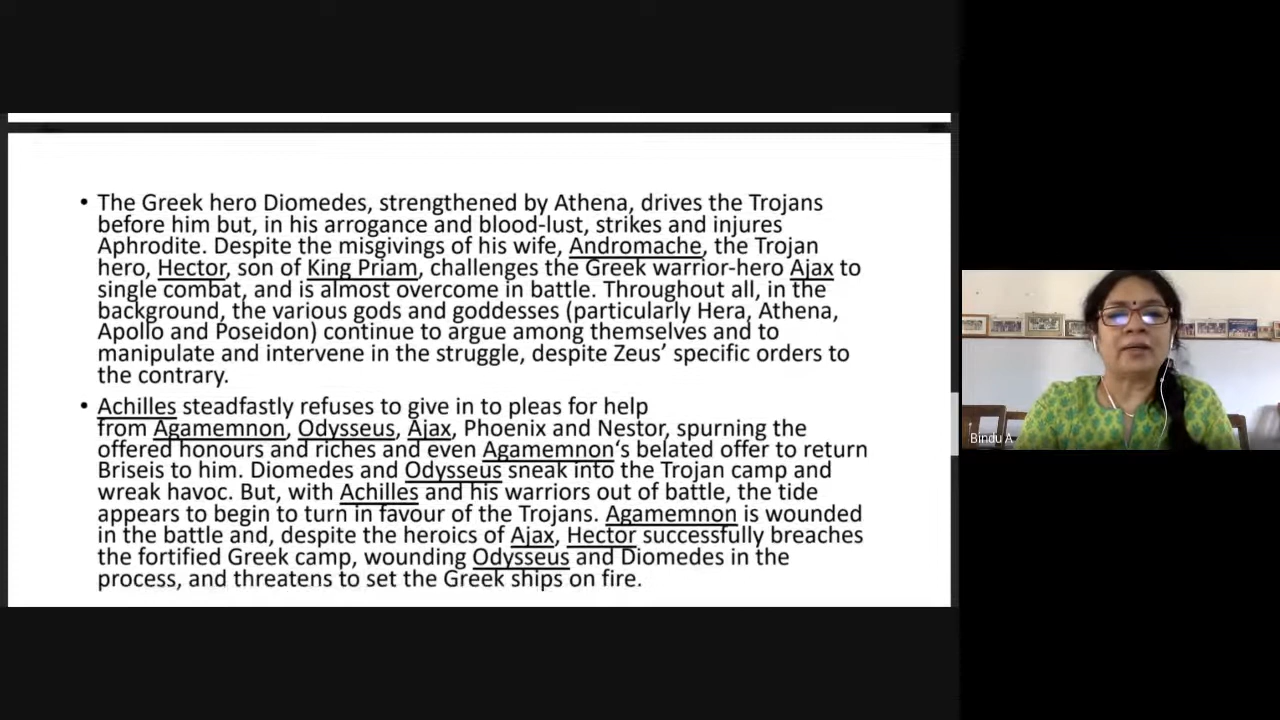 • The Greek hero Diomedes, strengthened by Athena, drives the Trojans
before him but, in his arrogance and blood-lust, strikes and injures
Aphrodite. Despite the misgivings of his wife, Andromache, the Trojan
hero, Hector, son of King Priam, challenges the Greek warrior-hero Ajax to
single combat, and is almost overcome in battle. Throughout all, in the
background, the various gods and goddesses (particularly Hera, Athena,
Apollo and Poseidon) continue to argue among themselves and to
manipulate and intervene in the struggle, despite Zeus’ specific orders to
the contrary.
• Achilles steadfastly refuses to give in to pleas for help
from Agamemnon, Odysseus, Ajax, Phoenix and Nestor, spurning the
offered honours and riches and even Agamemnon‘s belated offer to return
Briseis to him. Diomedes and Odysseus sneak into the Trojan camp and
wreak havoc. But, with Achilles and his warriors out of battle, the tide
appears to begin to turn in favour of the Trojans. Agamemnon is wounded
in the battle and, despite the heroics of Ajax, Hector successfully breaches
the fortified Greek camp, wounding Odysseus and Diomedes in the
process, and threatens to set the Greek ships on fire.
Bindu A